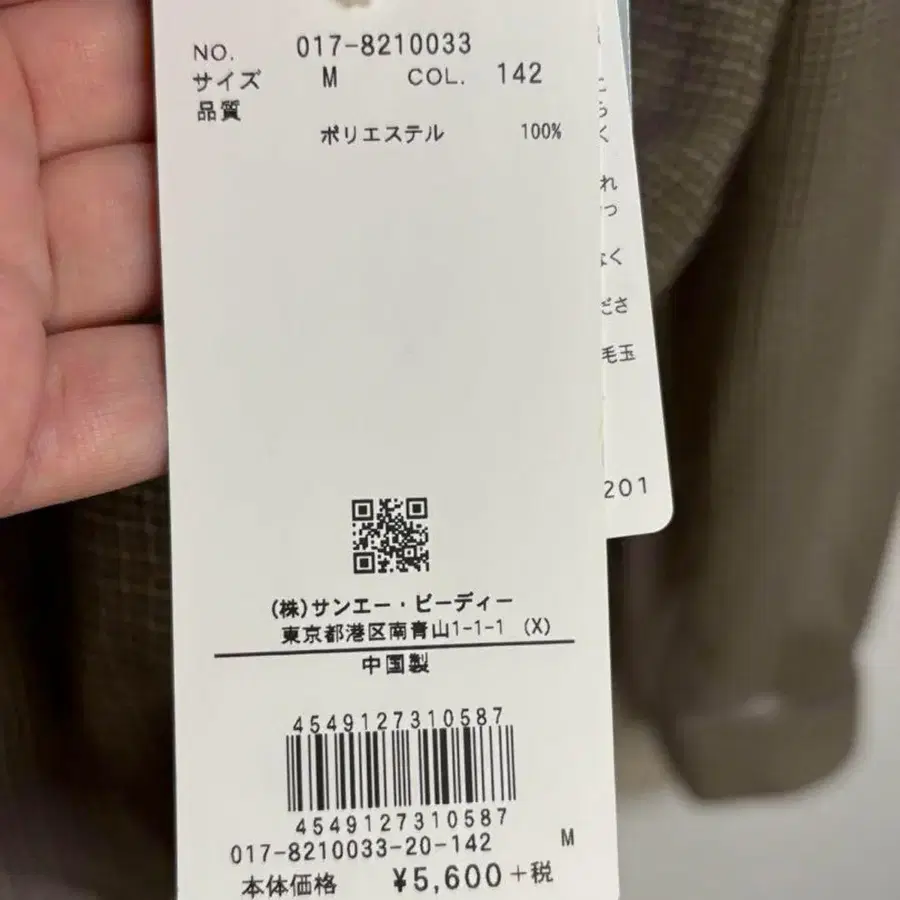 NO. 017-8210033
サイズ M COL. 142
品質
ポリエステル 100%
(株)サンエー・ビーディー
東京都港区南青山1-1-1 (X)
中国製
4549127310587
4549127310587
017-8210033-20-142 M
本体価格 ¥5,600+税
こ
ら
く
れ
っ
なく
ださ
毛玉
201